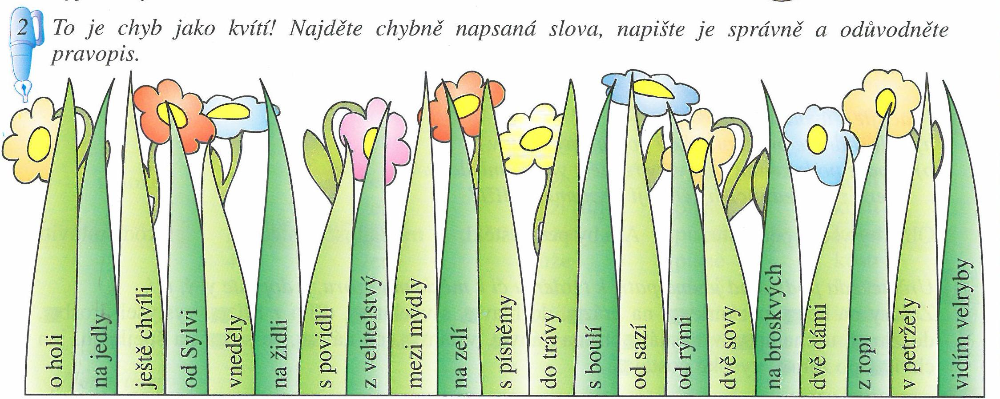 2
To je chyb jako kvítí! Najděte chybně napsaná slova, napište je správně a odůvodněte
pravopis.
o holi
na jedly
ještě chvíli
od Sylvi
vneděly
na židli
s povidli
z velitelstvý
mezi mýdly
na zelí
s písněmy
do trávy
s boulí
od sazí
od rými
dvě sovy
na broskvých
dvě dámi
z ropi
v petržely
vidím velryby